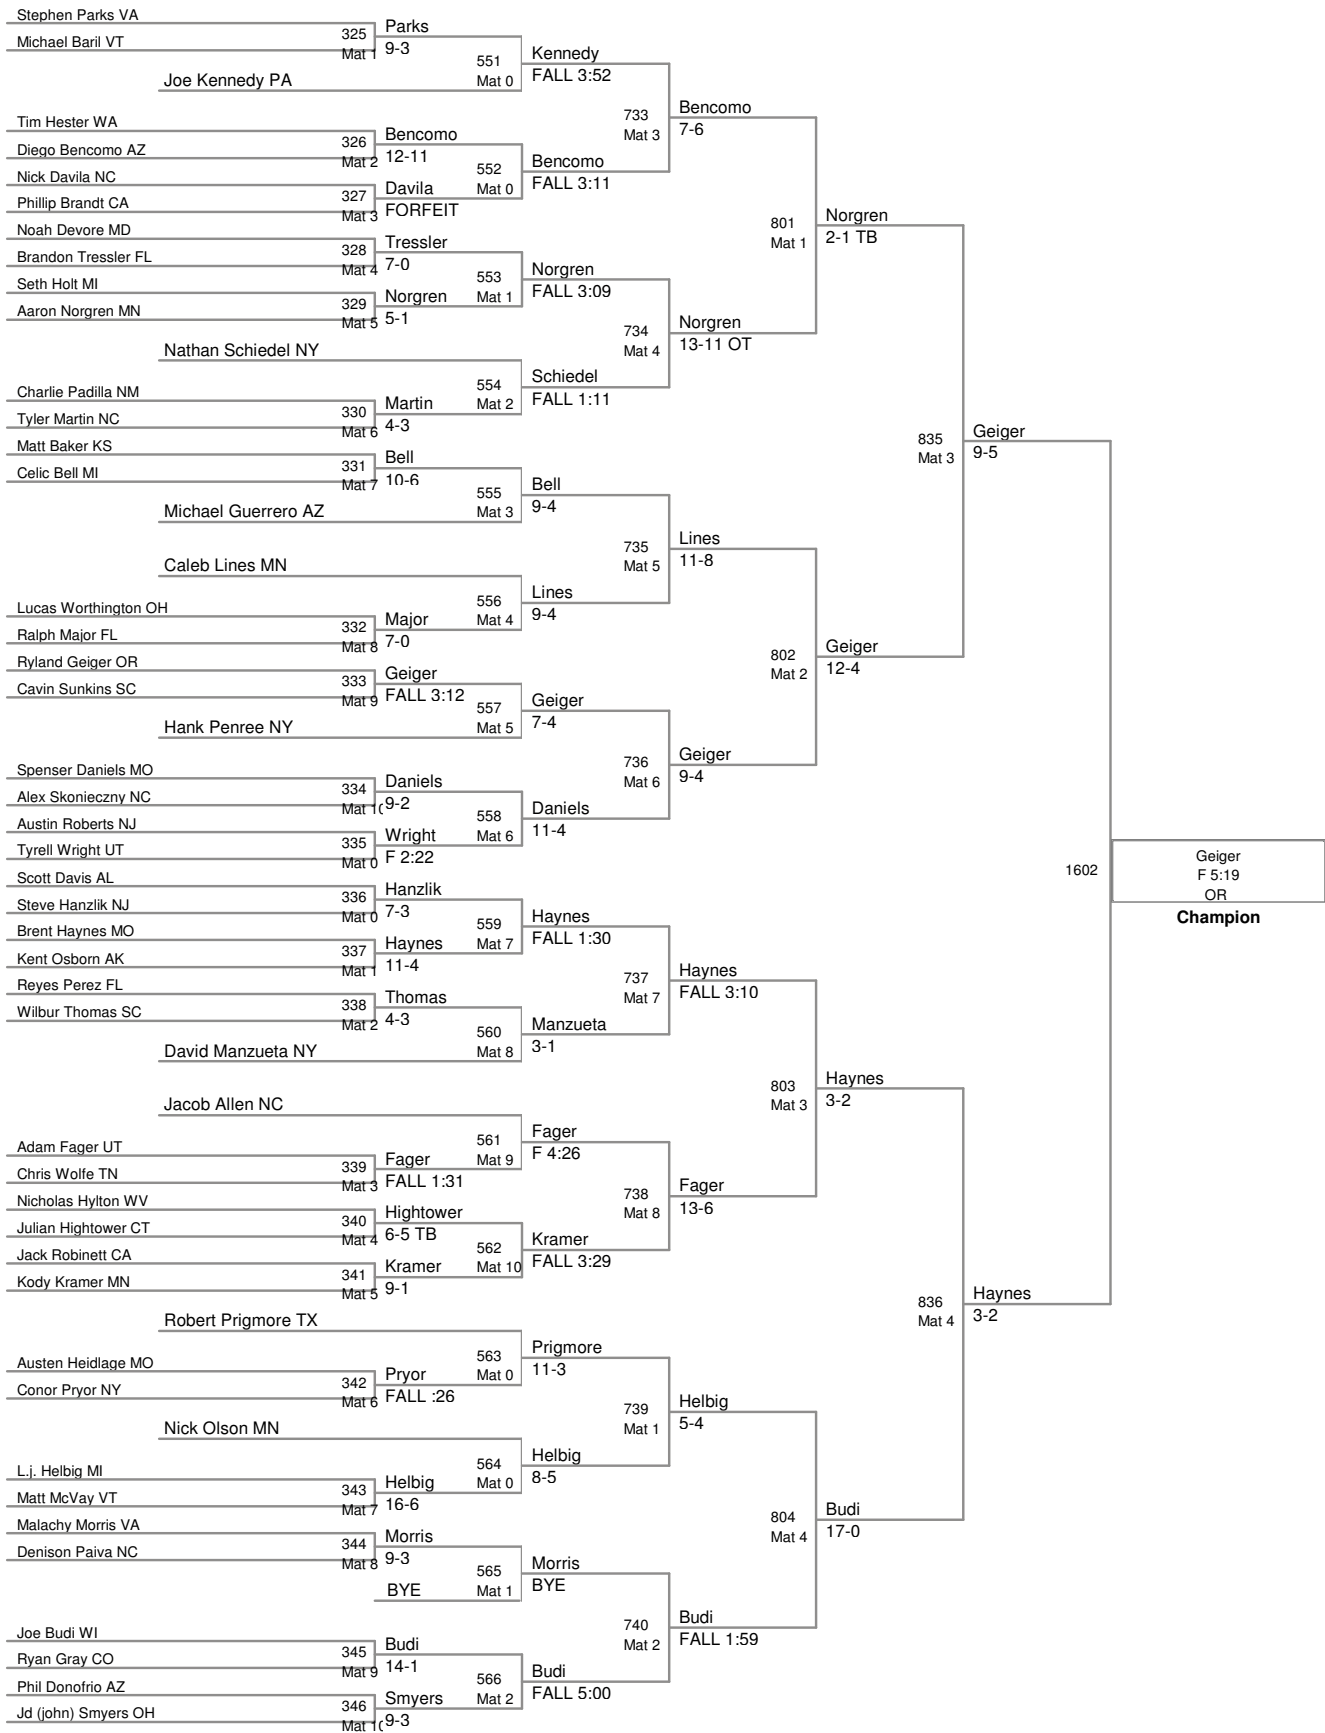 Stephen Parks VA
Michael Baril VT
325
Mat 1
Parks
9-3
Joe Kennedy PA
551
Mat 0
Kennedy
FALL 3:52
Tim Hester WA
Diego Bencomo AZ
326
Mat 2
Bencomo
12-11
Nick Davila NC
Phillip Brandt CA
327
Mat 3
Davila
FORFEIT
552
Mat 0
Bencomo
FALL 3:11
733
Mat 3
Bencomo
7-6
Noah Devore MD
Brandon Tressler FL
328
Mat 4
Tressler
7-0
Seth Holt MI
Aaron Norgren MN
329
Mat 5
Norgren
5-1
553
Mat 1
Norgren
FALL 3:09
Nathan Schiedel NY
Charlie Padilla NM
Tyler Martin NC
330
Mat 6
Martin
4-3
554
Mat 2
Schiedel
FALL 1:11
734
Mat 4
Norgren
13-11 OT
801
Mat 1
Norgren
2-1 TB
Matt Baker KS
Celic Bell MI
331
Mat 7
Bell
10-6
Michael Guerrero AZ
555
Mat 3
Bell
9-4
Caleb Lines MN
Lucas Worthington OH
Ralph Major FL
332
Mat 8
Major
7-0
556
Mat 4
Lines
9-4
735
Mat 5
Lines
11-8
Ryland Geiger OR
Cavin Sunkins SC
333
Mat 9
Geiger
FALL 3:12
Hank Penree NY
557
Mat 5
Geiger
7-4
Spenser Daniels MO
Alex Skonieczny NC
334
Mat 10
Daniels
9-2
Austin Roberts NJ
Tyrell Wright UT
335
Mat 0
Wright
F 2:22
558
Mat 6
Daniels
11-4
736
Mat 6
Geiger
9-4
802
Mat 2
Geiger
12-4
835
Mat 3
Geiger
9-5
Scott Davis AL
Steve Hanzlik NJ
336
Mat 0
Hanzlik
7-3
Brent Haynes MO
Kent Osborn AK
337
Mat 1
Haynes
11-4
559
Mat 7
Haynes
FALL 1:30
Reyes Perez FL
Wilbur Thomas SC
338
Mat 2
Thomas
4-3
David Manzueta NY
560
Mat 8
Manzueta
3-1
737
Mat 7
Haynes
FALL 3:10
Jacob Allen NC
Adam Fager UT
Chris Wolfe TN
339
Mat 3
Fager
FALL 1:31
561
Mat 9
Fager
F 4:26
Nicholas Hylton WV
Julian Hightower CT
340
Mat 4
Hightower
6-5 TB
Jack Robinett CA
Kody Kramer MN
341
Mat 5
Kramer
9-1
562
Mat 10
Kramer
FALL 3:29
738
Mat 8
Fager
13-6
803
Mat 3
Haynes
3-2
Robert Prigmore TX
Austen Heidlage MO
Conor Pryor NY
342
Mat 6
Pryor
FALL :26
563
Mat 0
Prigmore
11-3
Nick Olson MN
L.j. Helbig MI
Matt McVay VT
343
Mat 7
Helbig
16-6
564
Mat 0
Helbig
8-5
739
Mat 1
Helbig
5-4
Malachy Morris VA
Denison Paiva NC
344
Mat 8
Morris
9-3
BYE
565
Mat 1
Morris
BYE
Joe Budi WI
Ryan Gray CO
345
Mat 9
Budi
14-1
Phil Donofrio AZ
Jd (john) Smyers OH
346
Mat 10
Smyers
9-3
566
Mat 2
Budi
FALL 5:00
740
Mat 2
Budi
FALL 1:59
804
Mat 4
Budi
17-0
836
Mat 4
Haynes
3-2
1602
Geiger
F 5:19
OR
Champion